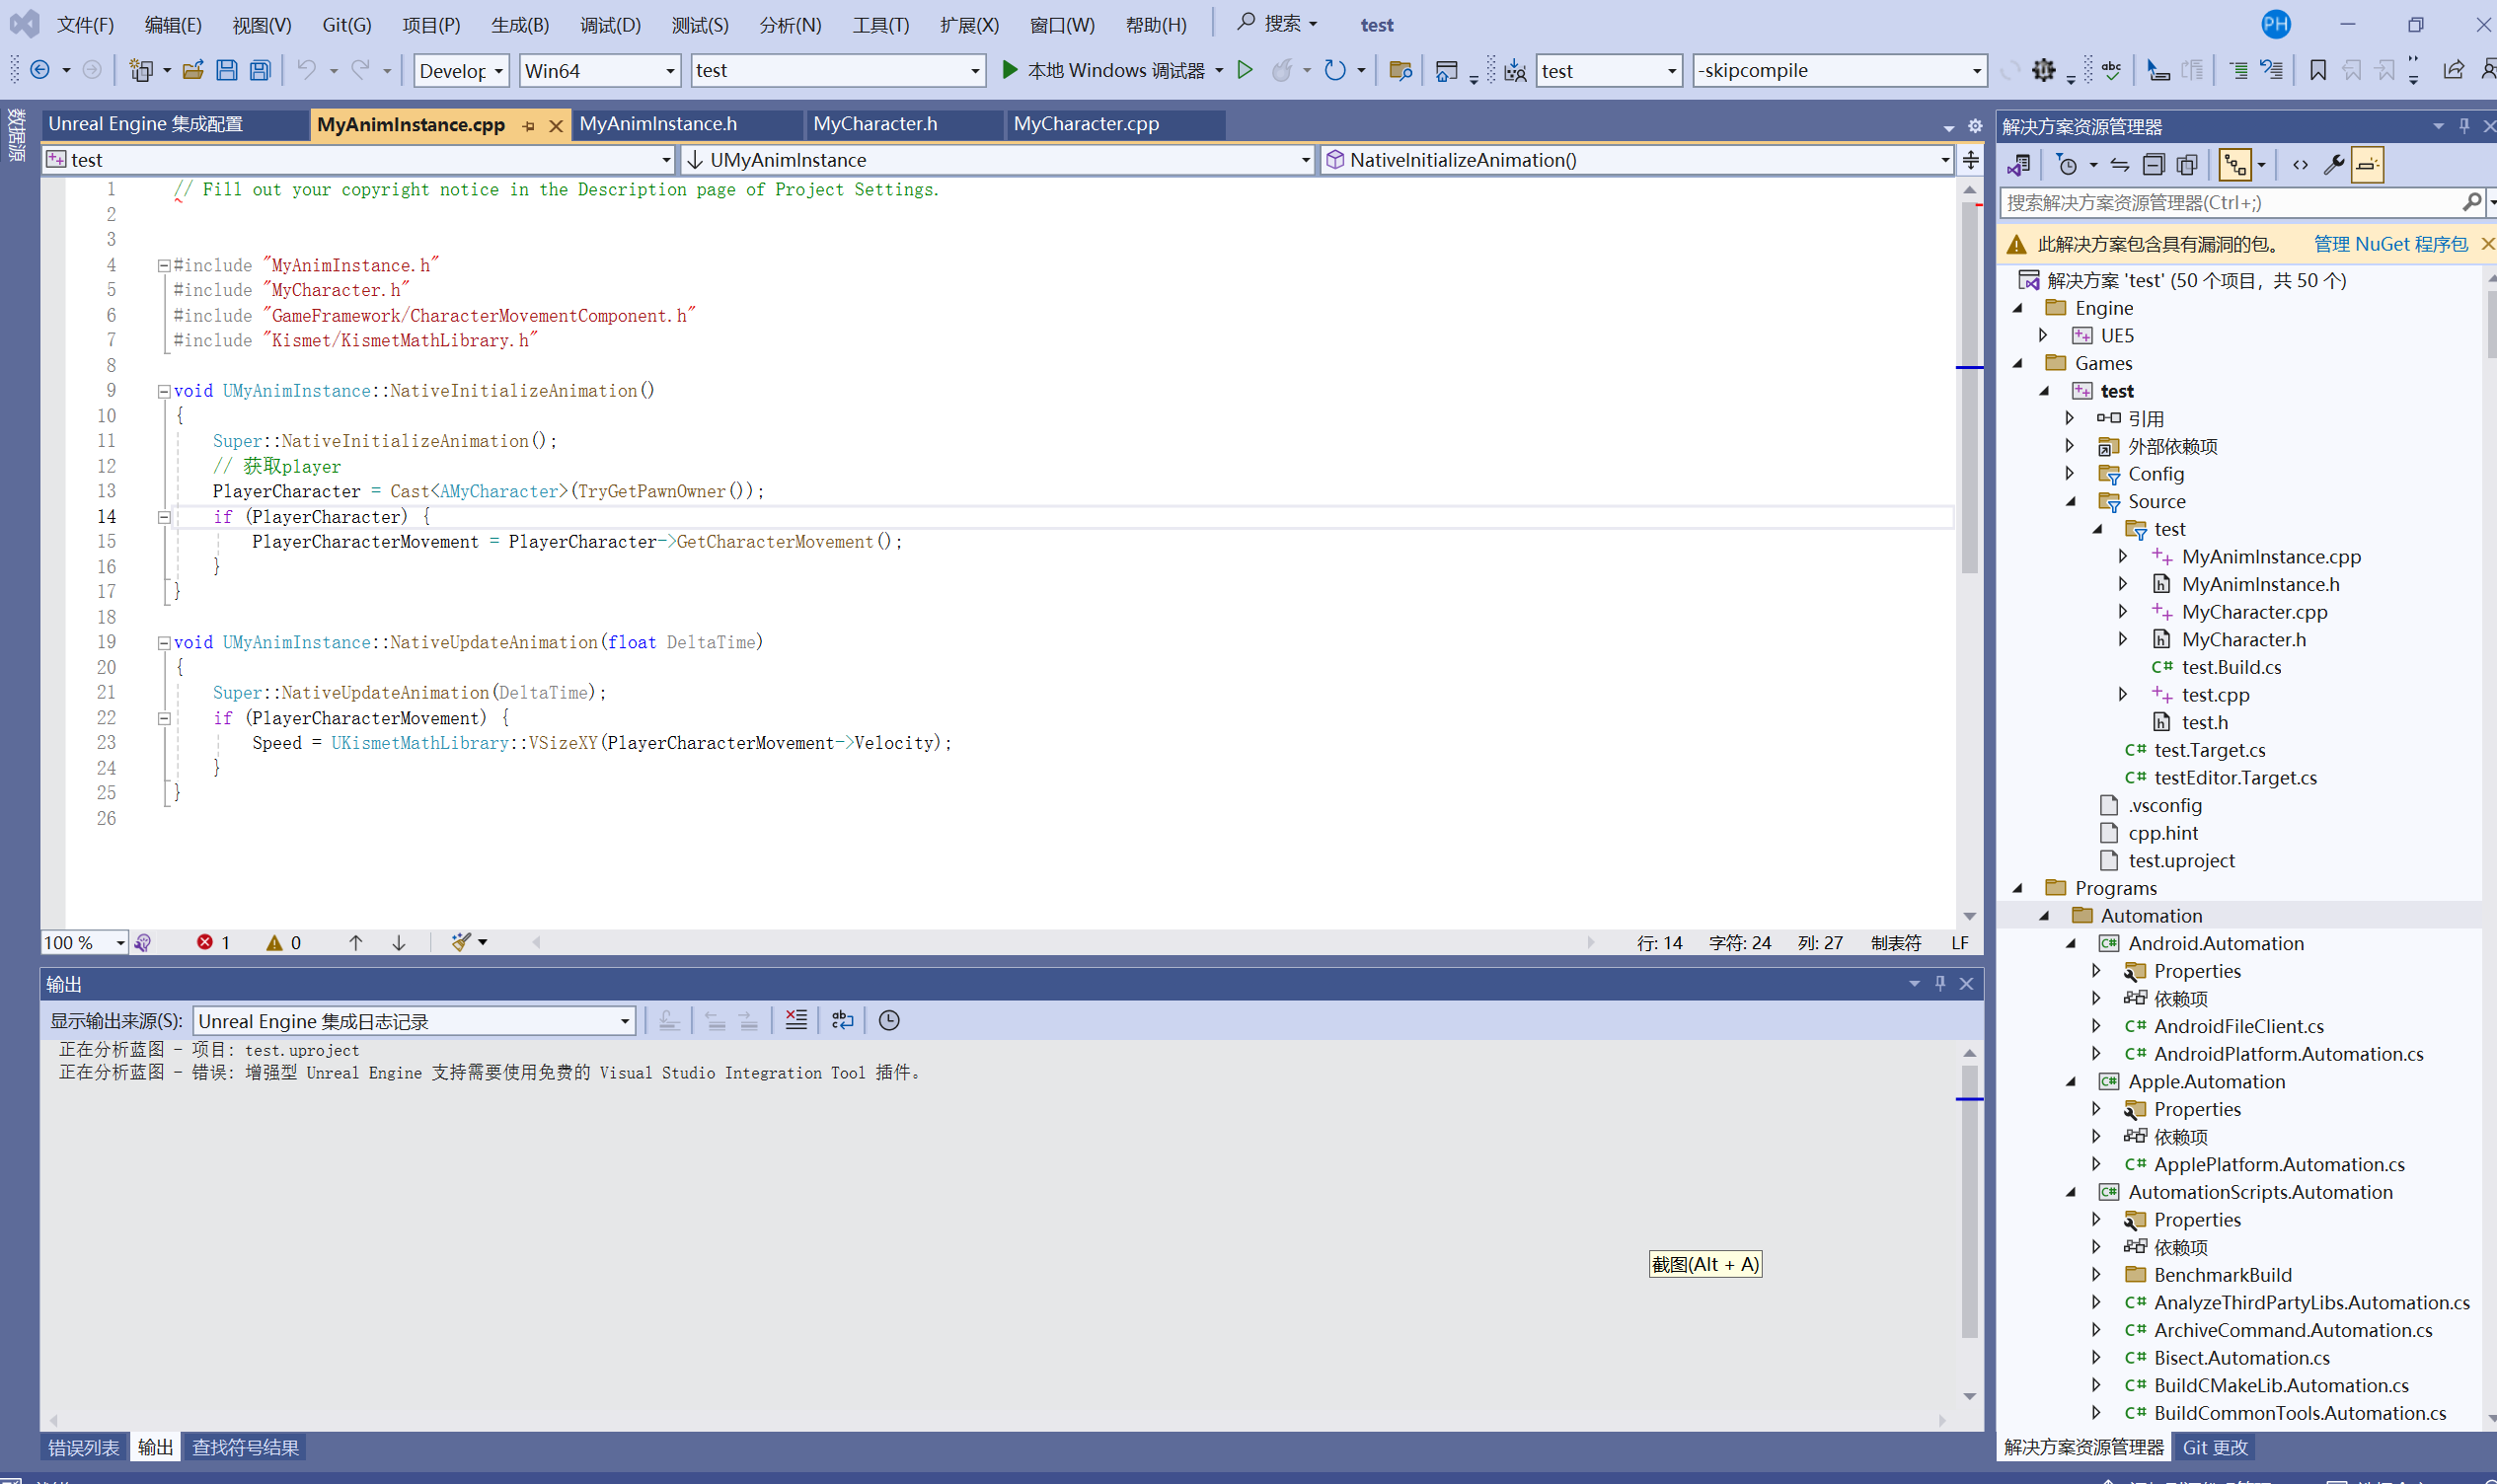 文件(F) 编辑(E) 视图(V) Git(G) 项目(P) 生成(B) 调试(D) 测试(S) 分析(N) 工具(T) 扩展(X) 窗口(W) 帮助(H) 搜索 test PH
Develop Win64 test 本地 Windows 调试器 test -skipcompile
数据源
Unreal Engine 集成配置 MyAnimInstance.cpp MyAnimInstance.h MyCharacter.h MyCharacter.cpp
test UMyAnimInstance NativeInitializeAnimation()
1 // Fill out your copyright notice in the Description page of Project Settings.
2
3
4 #include "MyAnimInstance.h"
5 #include "MyCharacter.h"
6 #include "GameFramework/CharacterMovementComponent.h"
7 #include "Kismet/KismetMathLibrary.h"
8
9 void UMyAnimInstance::NativeInitializeAnimation()
10 {
11 Super::NativeInitializeAnimation();
12 // 获取player
13 PlayerCharacter = Cast<AMyCharacter>(TryGetPawnOwner());
14 if (PlayerCharacter) {
15 PlayerCharacterMovement = PlayerCharacter->GetCharacterMovement();
16 }
17 }
18
19 void UMyAnimInstance::NativeUpdateAnimation(float DeltaTime)
20 {
21 Super::NativeUpdateAnimation(DeltaTime);
22 if (PlayerCharacterMovement) {
23 Speed = UKismetMathLibrary::VSizeXY(PlayerCharacterMovement->Velocity);
24 }
25 }
26
100 % 1 0 行: 14 字符: 24 列: 27 制表符 LF
输出
显示输出来源(S): Unreal Engine 集成日志记录
正在分析蓝图 - 项目: test.uproject
正在分析蓝图 - 错误: 增强型 Unreal Engine 支持需要使用免费的 Visual Studio Integration Tool 插件。
截图(Alt + A)
错误列表 输出 查找符号结果
解决方案资源管理器
搜索解决方案资源管理器(Ctrl+;)
此解决方案包含具有漏洞的包。 管理 NuGet 程序包
解决方案 'test' (50 个项目，共 50 个)
Engine
UE5
Games
test
引用
外部依赖项
Config
Source
test
MyAnimInstance.cpp
MyAnimInstance.h
MyCharacter.cpp
MyCharacter.h
test.Build.cs
test.cpp
test.h
test.Target.cs
testEditor.Target.cs
.vsconfig
cpp.hint
test.uproject
Programs
Automation
Android.Automation
Properties
依赖项
AndroidFileClient.cs
AndroidPlatform.Automation.cs
Apple.Automation
Properties
依赖项
ApplePlatform.Automation.cs
AutomationScripts.Automation
Properties
依赖项
BenchmarkBuild
AnalyzeThirdPartyLibs.Automation.cs
ArchiveCommand.Automation.cs
Bisect.Automation.cs
BuildCMakeLib.Automation.cs
BuildCommonTools.Automation.cs
解决方案资源管理器 Git 更改